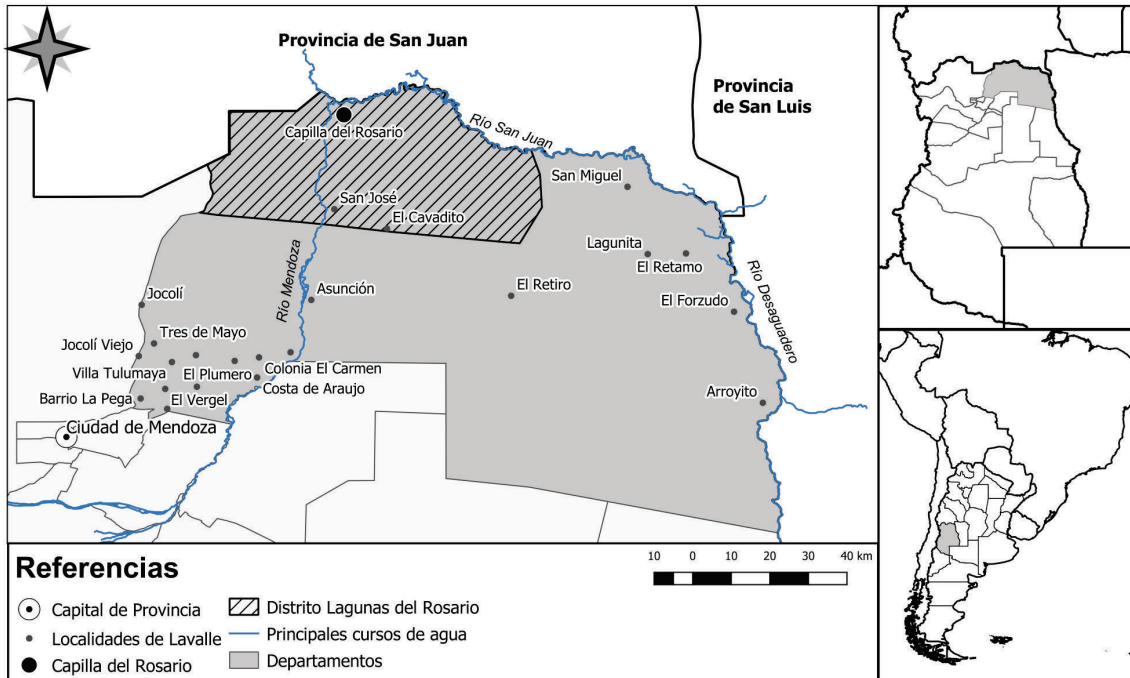 Provincia de San Juan
Provincia
de San Luis
Capilla del Rosario
Río San Juan
San Miguel
San José
El Cavadito
Lagunita
El Retamo
Río Mendoza
Río Desaguadero
Asunción
El Retiro
El Forzudo
Jocolí
Tres de Mayo
Jocolí Viejo
Villa Tulumaya
El Plumero
Colonia El Carmen
Costa de Araujo
Barrio La Pega
El Vergel
Arroyito
Ciudad de Mendoza
Referencias
10 0 10 20 30 40 km
Capital de Provincia
Localidades de Lavalle
Capilla del Rosario
Distrito Lagunas del Rosario
Principales cursos de agua
Departamentos